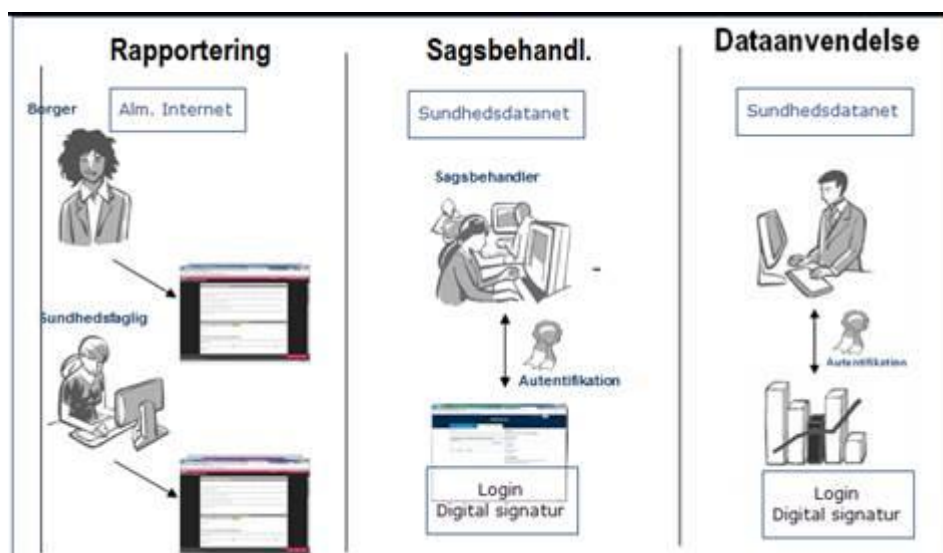 Rapportering
Borger
Alm. Internet
Sundhedsfaglig
Sagsbehandl.
Sundhedsdatanet
Sagsbehandler
Autentifikation
Login
Digital signatur
Dataanvendelse
Sundhedsdatanet
Autentifikation
Login
Digital signatur